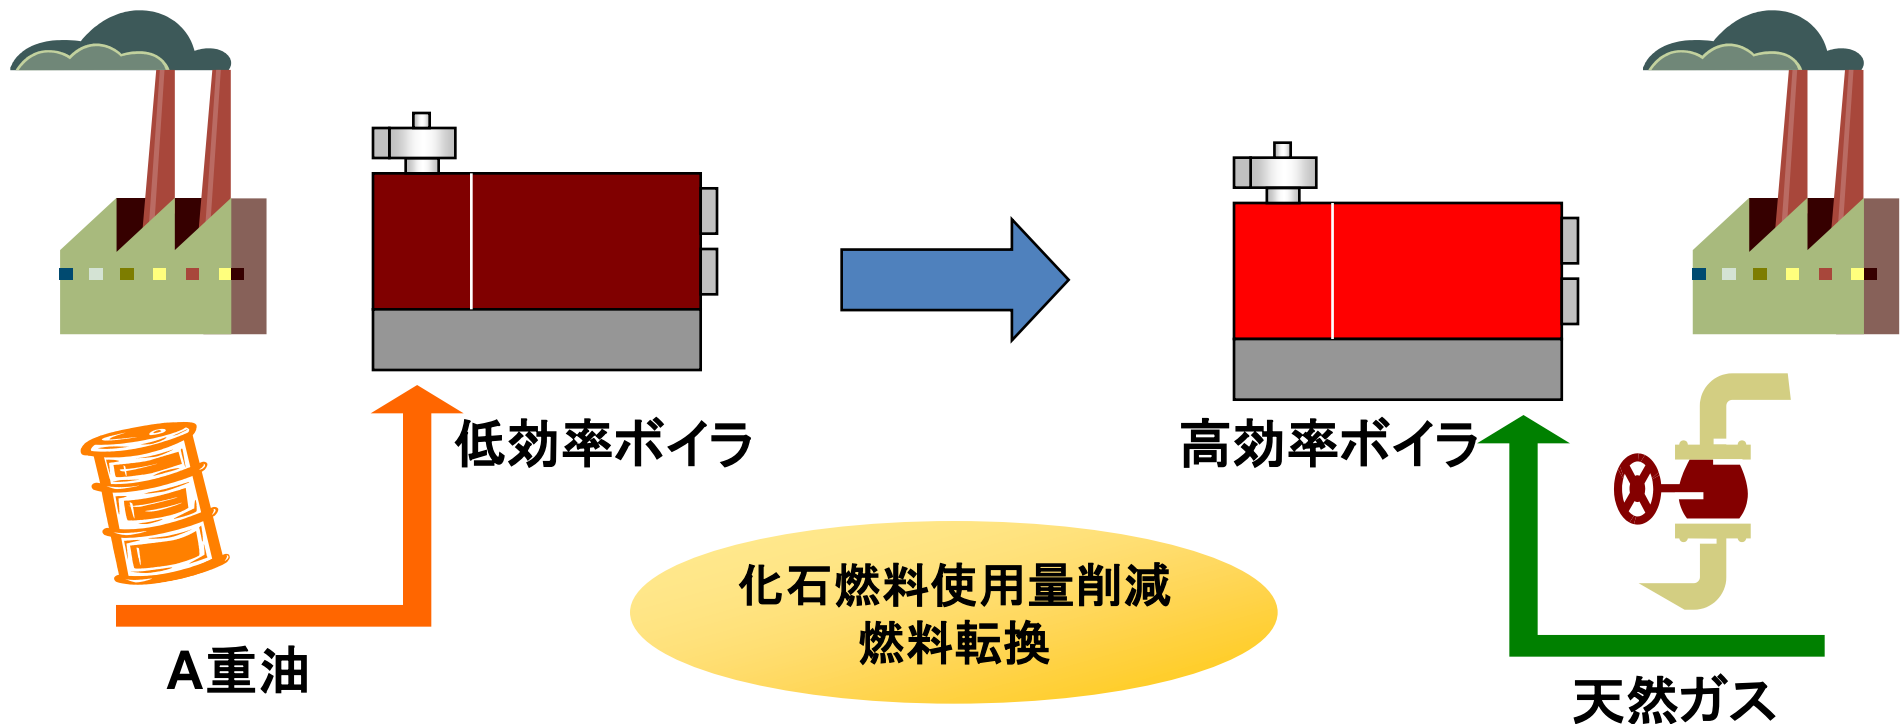 低効率ボイラ
高効率ボイラ
化石燃料使用量削減
燃料転換
A重油
天然ガス